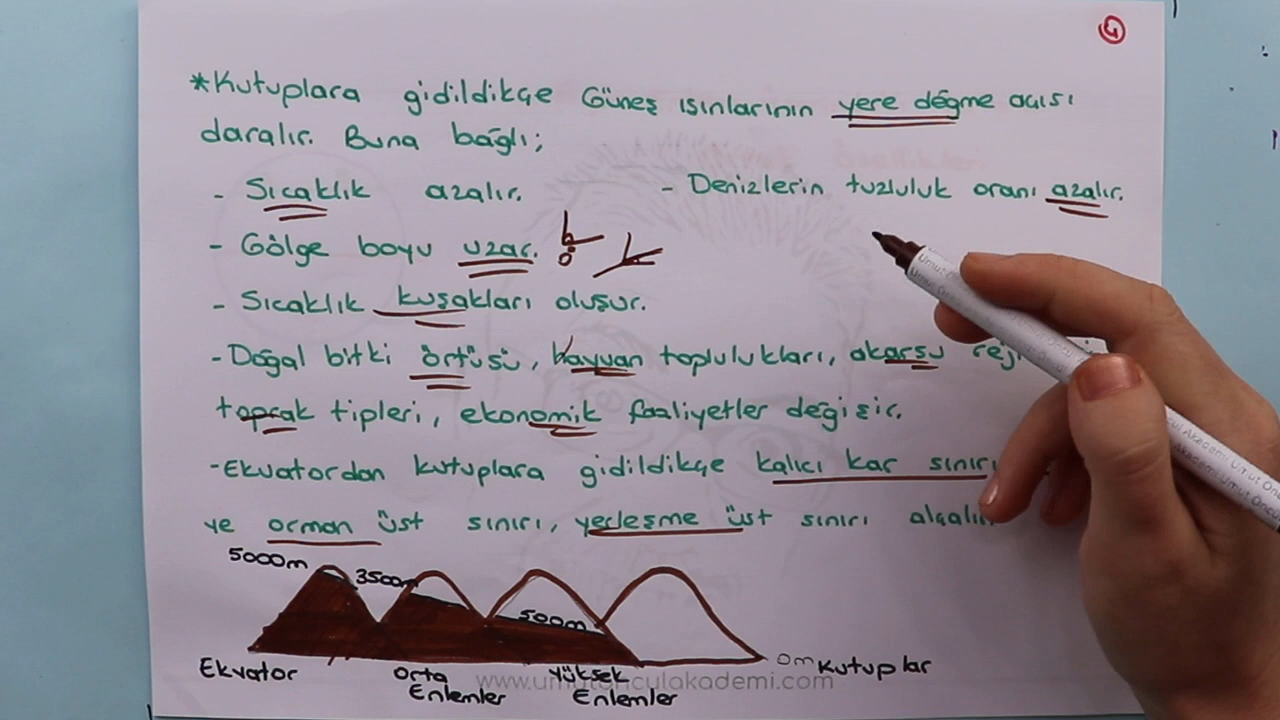 *Kutuplara gidildikçe Güneş ışınlarının yere değme açısı
daralır. Buna bağlı;
- Sıcaklık azalır.
- Denizlerin tuzluluk oranı azalır.
- Gölge boyu uzar.
- Sıcaklık kuşakları oluşur.
- Doğal bitki örtüsü, hayvan toplulukları, akarsu
toprak tipleri, ekonomik faaliyetler değişir.
- Ekvatordan kutuplara gidildikçe kalıcı kar sınırı
ve orman üst sınırı, yerleşme üst sınırı alçalır.
5000m
3500m
500m
0m
Ekvator
Orta Enlemler
Yüksek Enlemler
Kutuplar
www.umutonculakademi.com